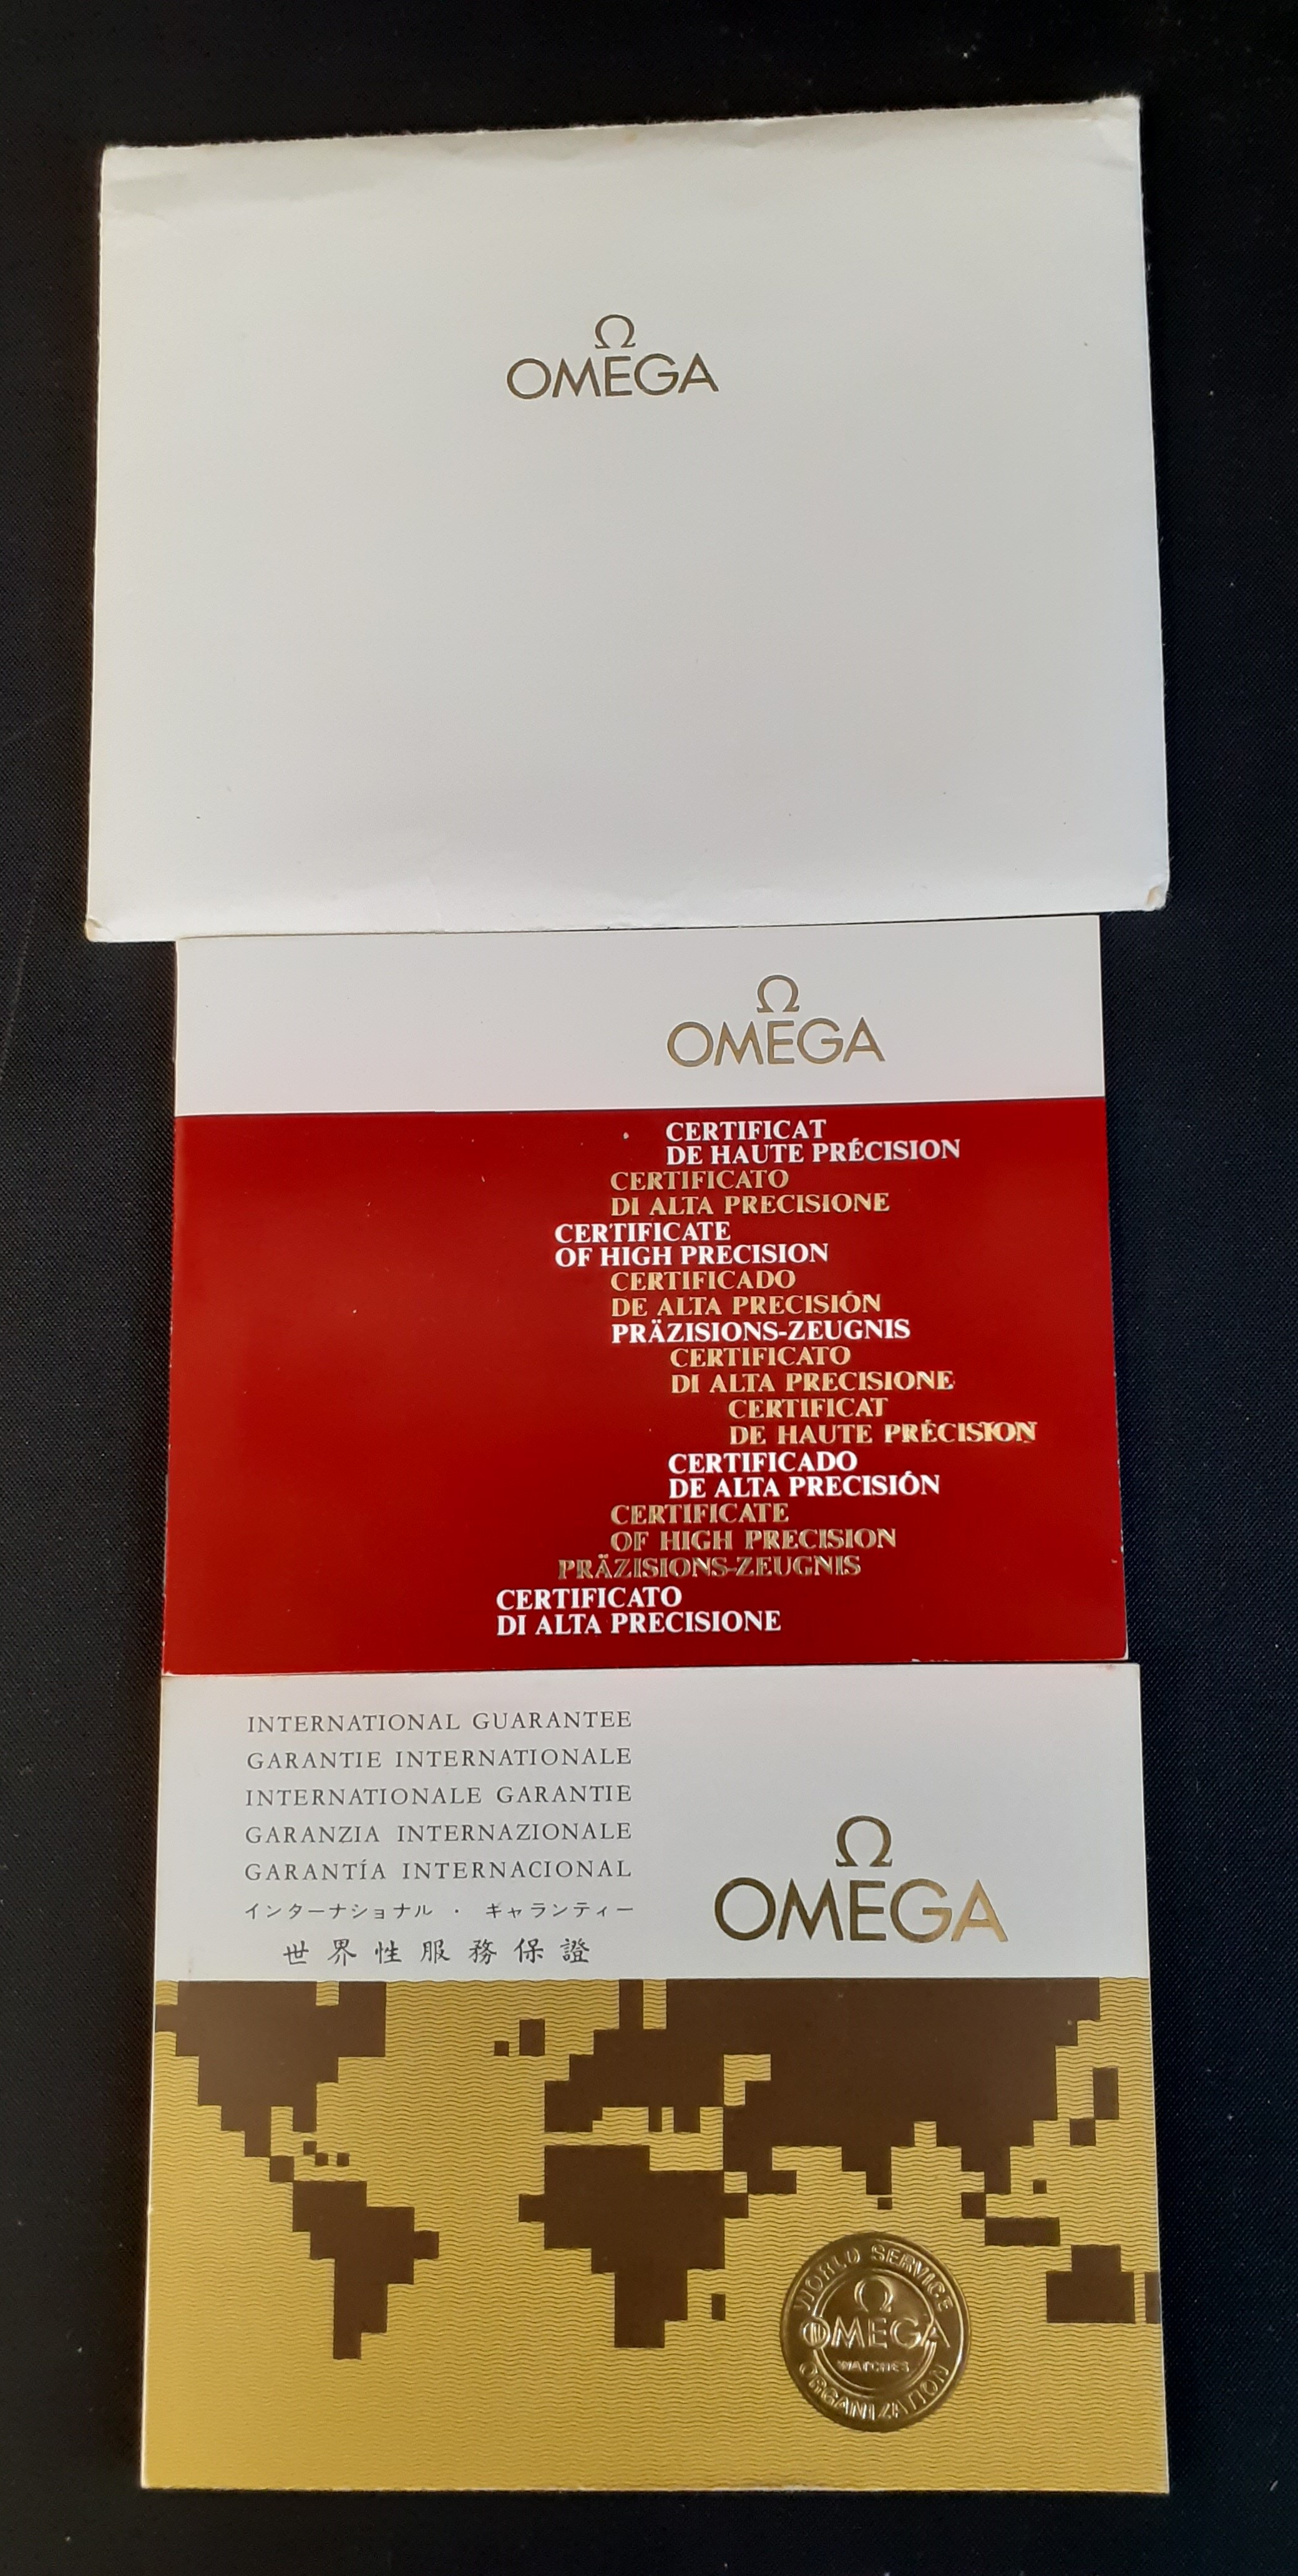 Ω
OMEGA
Ω
OMEGA
CERTIFICAT
DE HAUTE PRÉCISION
CERTIFICATO
DI ALTA PRECISIONE
CERTIFICATE
OF HIGH PRECISION
CERTIFICADO
DE ALTA PRECISIÓN
PRÄZISIONS-ZEUGNIS
CERTIFICATO
DI ALTA PRECISIONE
CERTIFICAT
DE HAUTE PRÉCISION
CERTIFICADO
DE ALTA PRECISIÓN
CERTIFICATE
OF HIGH PRECISION
PRÄZISIONS-ZEUGNIS
CERTIFICATO
DI ALTA PRECISIONE
INTERNATIONAL GUARANTEE
GARANTIE INTERNATIONALE
INTERNATIONALE GARANTIE
GARANZIA INTERNAZIONALE
GARANTÍA INTERNACIONAL
インターナショナル · ギャランティー
世界性服務保證
Ω
OMEGA
WORLD SERVICE
Ω
OMEGA
WATCHES
ORGANIZATION